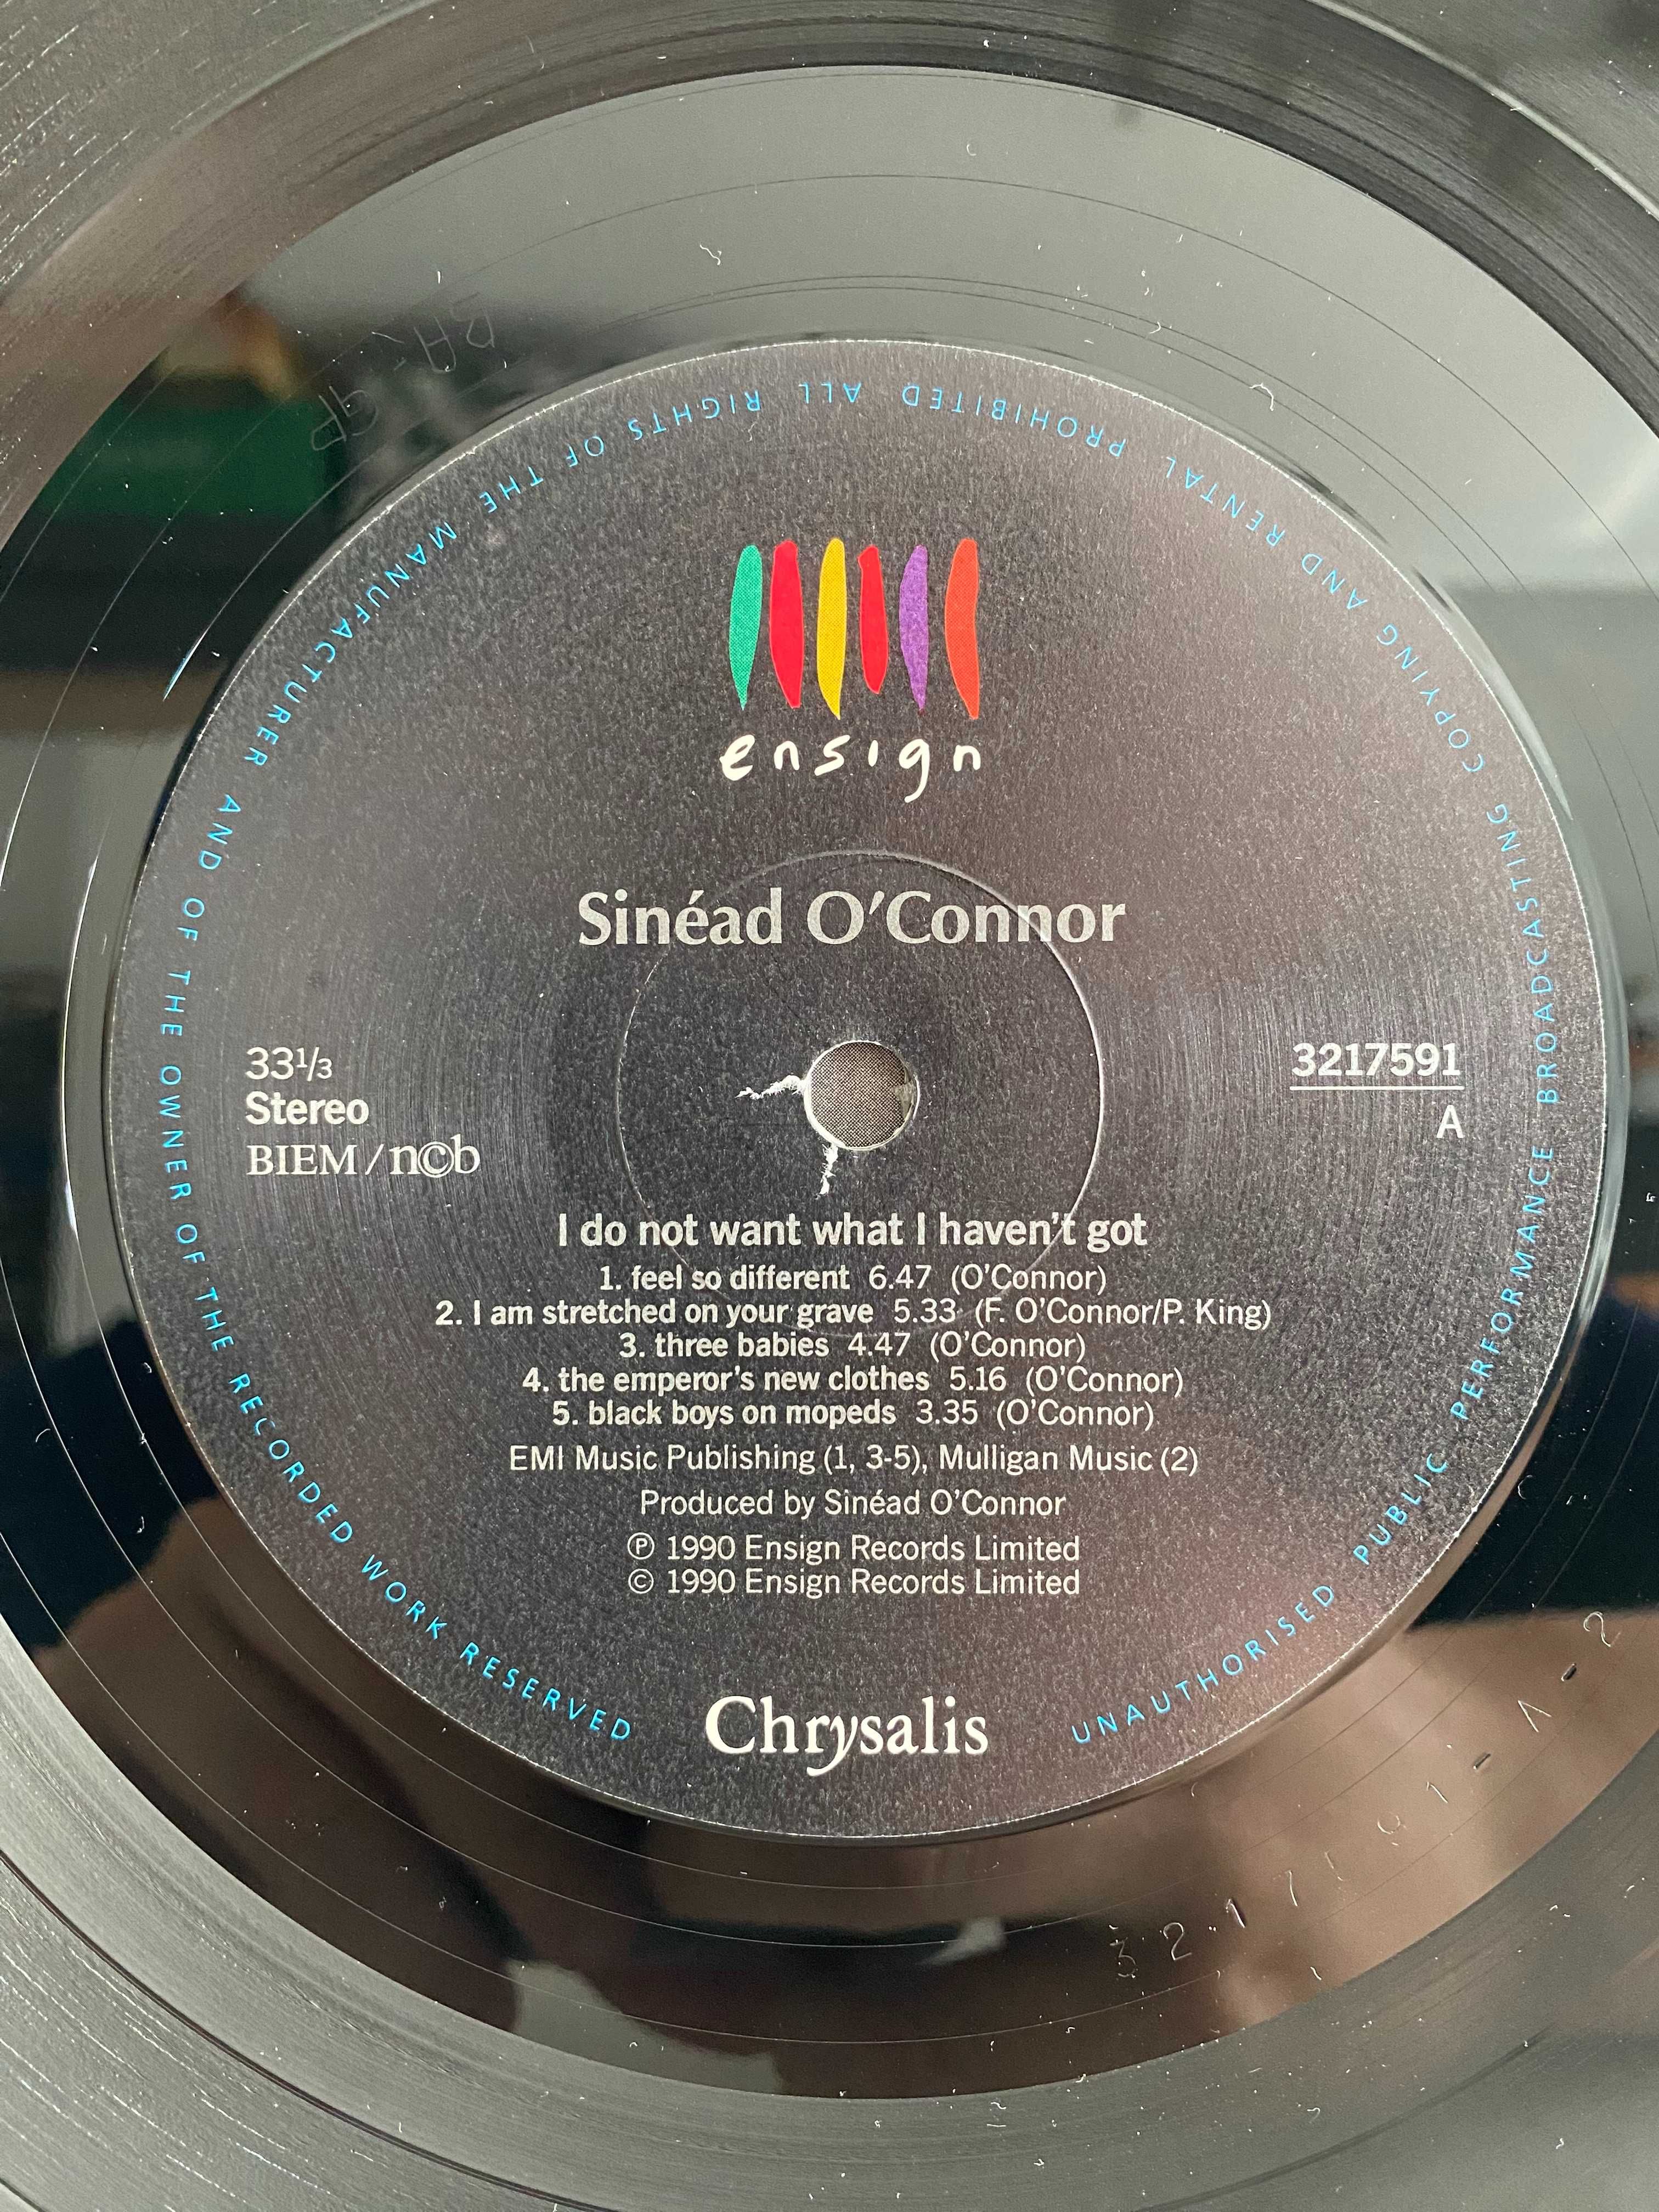 ensign
Sinéad O'Connor
33⅓
Stereo
BIEM / n©b
3217591
A
I do not want what I haven't got
1. feel so different 6.47 (O'Connor)
2. I am stretched on your grave 5.33 (F. O'Connor/P. King)
3. three babies 4.47 (O'Connor)
4. the emperor's new clothes 5.16 (O'Connor)
5. black boys on mopeds 3.35 (O'Connor)
EMI Music Publishing (1, 3-5), Mulligan Music (2)
Produced by Sinéad O'Connor
℗ 1990 Ensign Records Limited
© 1990 Ensign Records Limited
Chrysalis
ALL RIGHTS OF THE MANUFACTURER AND OF THE OWNER OF THE RECORDED WORK RESERVED
UNAUTHORISED PUBLIC PERFORMANCE BROADCASTING COPYING AND RENTAL PROHIBITED